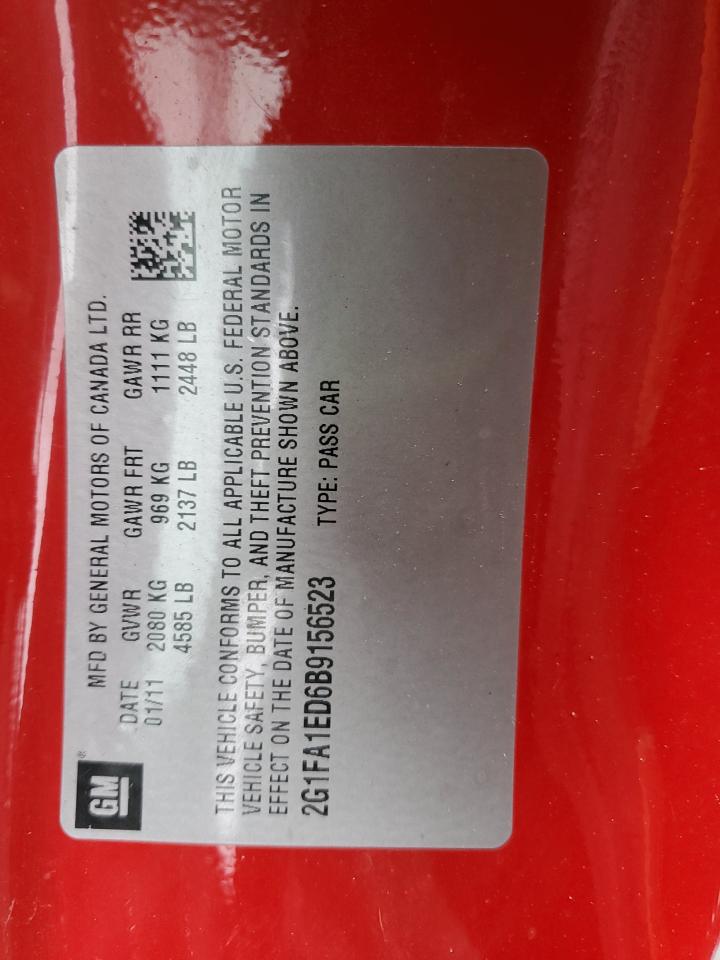 GM®
MFD BY GENERAL MOTORS OF CANADA LTD.
DATE GVWR GAWR FRT GAWR RR
01/11 2080 KG 969 KG 1111 KG
4585 LB 2137 LB 2448 LB
THIS VEHICLE CONFORMS TO ALL APPLICABLE U.S. FEDERAL MOTOR
VEHICLE SAFETY, BUMPER, AND THEFT PREVENTION STANDARDS IN
EFFECT ON THE DATE OF MANUFACTURE SHOWN ABOVE.
2G1FA1ED6B9156523 TYPE: PASS CAR